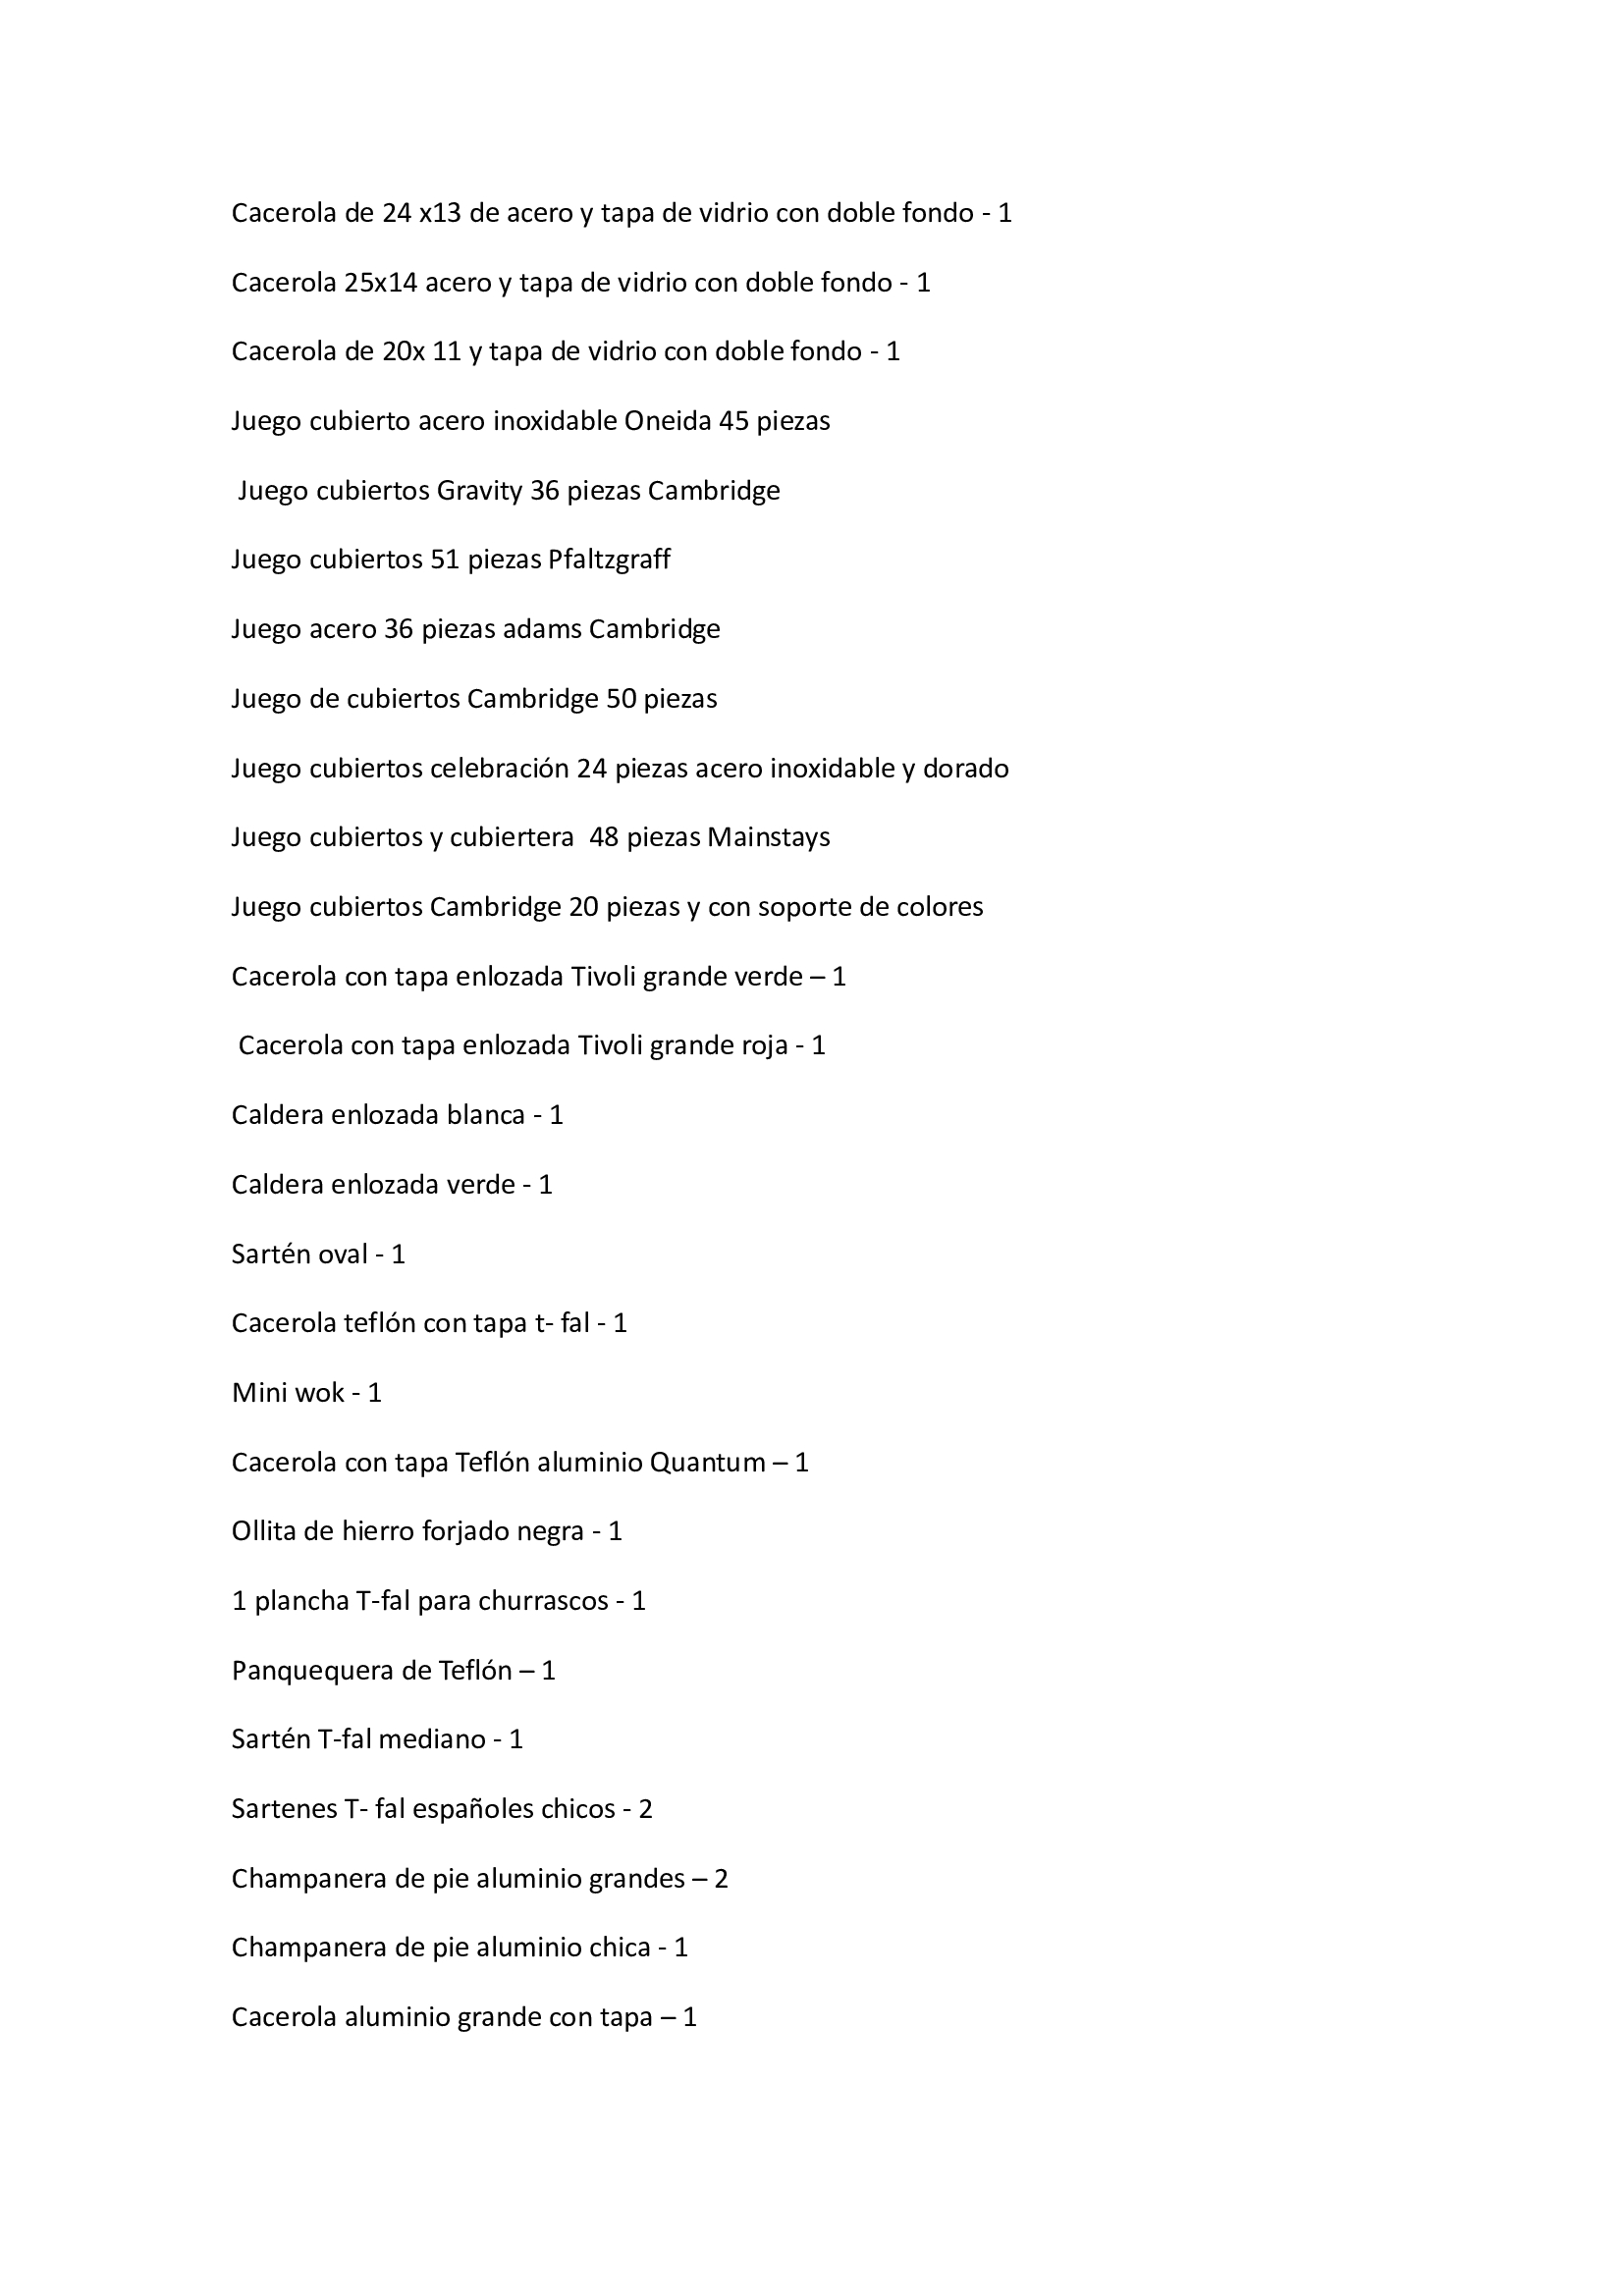 Cacerola de 24 x13 de acero y tapa de vidrio con doble fondo - 1
Cacerola 25x14 acero y tapa de vidrio con doble fondo - 1
Cacerola de 20x 11 y tapa de vidrio con doble fondo - 1
Juego cubierto acero inoxidable Oneida 45 piezas
Juego cubiertos Gravity 36 piezas Cambridge
Juego cubiertos 51 piezas Pfaltzgraff
Juego acero 36 piezas adams Cambridge
Juego de cubiertos Cambridge 50 piezas
Juego cubiertos celebración 24 piezas acero inoxidable y dorado
Juego cubiertos y cubiertera  48 piezas Mainstays
Juego cubiertos Cambridge 20 piezas y con soporte de colores
Cacerola con tapa enlozada Tivoli grande verde – 1
Cacerola con tapa enlozada Tivoli grande roja - 1
Caldera enlozada blanca - 1
Caldera enlozada verde - 1
Sartén oval - 1
Cacerola teflón con tapa t- fal - 1
Mini wok - 1
Cacerola con tapa Teflón aluminio Quantum – 1
Ollita de hierro forjado negra - 1
1 plancha T-fal para churrascos - 1
Panquequera de Teflón – 1
Sartén T-fal mediano - 1
Sartenes T- fal españoles chicos - 2
Champanera de pie aluminio grandes – 2
Champanera de pie aluminio chica - 1
Cacerola aluminio grande con tapa – 1